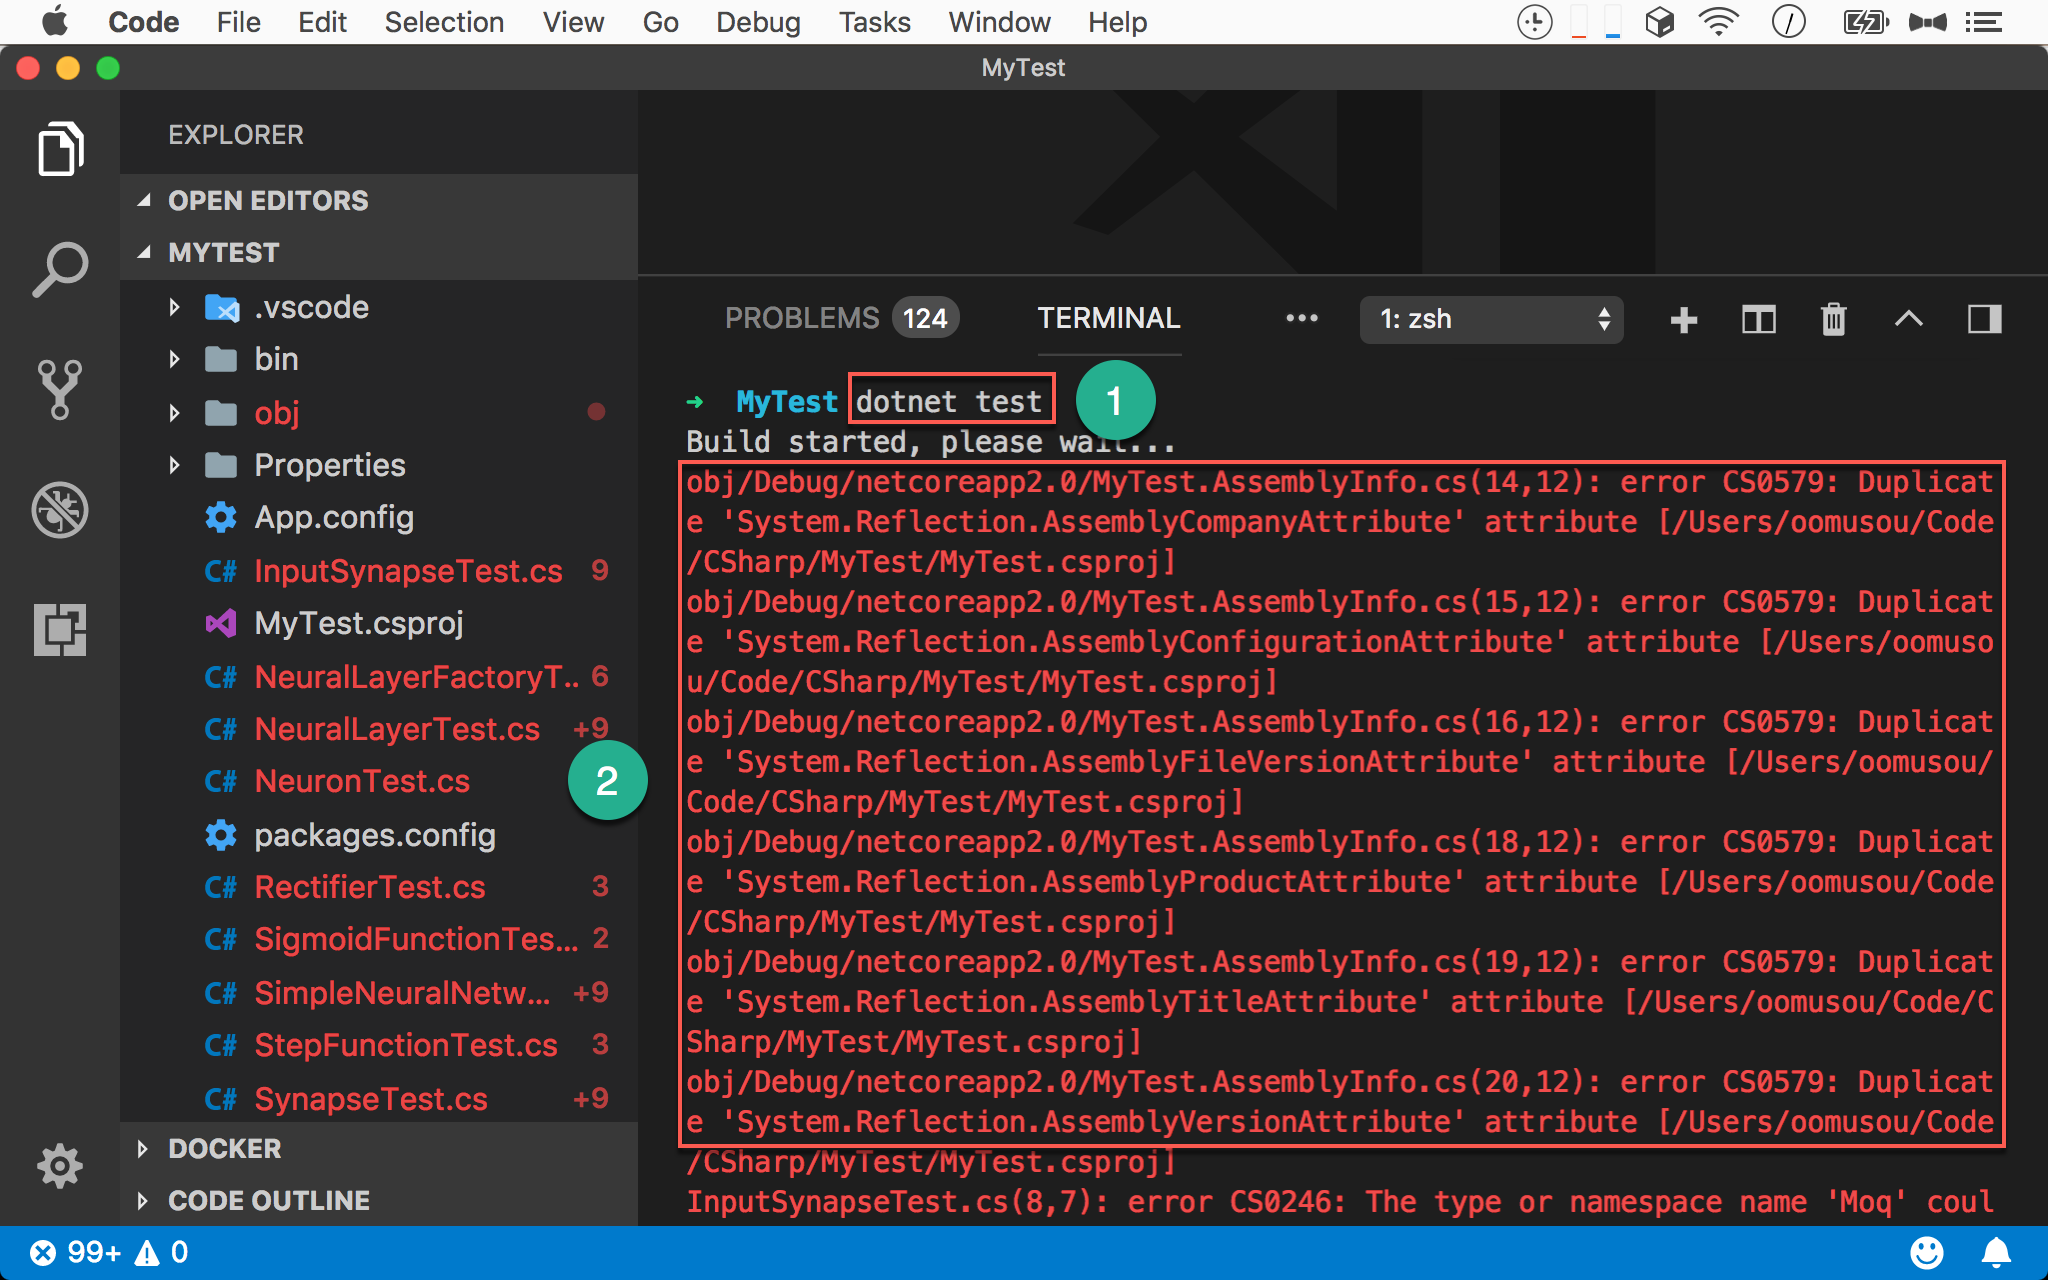 Code File Edit Selection View Go Debug Tasks Window Help
MyTest
EXPLORER
OPEN EDITORS
MYTEST
.vscode
bin
obj
Properties
App.config
C# InputSynapseTest.cs 9
MyTest.csproj
C# NeuralLayerFactoryT.. 6
C# NeuralLayerTest.cs +9
C# NeuronTest.cs
2
packages.config
C# RectifierTest.cs 3
C# SigmoidFunctionTes... 2
C# SimpleNeuralNetw... +9
C# StepFunctionTest.cs 3
C# SynapseTest.cs +9
DOCKER
CODE OUTLINE
PROBLEMS 124 TERMINAL ••• 1: zsh
➜ MyTest dotnet test 1
Build started, please wait...
obj/Debug/netcoreapp2.0/MyTest.AssemblyInfo.cs(14,12): error CS0579: Duplicat
e 'System.Reflection.AssemblyCompanyAttribute' attribute [/Users/oomusou/Code
/CSharp/MyTest/MyTest.csproj]
obj/Debug/netcoreapp2.0/MyTest.AssemblyInfo.cs(15,12): error CS0579: Duplicat
e 'System.Reflection.AssemblyConfigurationAttribute' attribute [/Users/oomuso
u/Code/CSharp/MyTest/MyTest.csproj]
obj/Debug/netcoreapp2.0/MyTest.AssemblyInfo.cs(16,12): error CS0579: Duplicat
e 'System.Reflection.AssemblyFileVersionAttribute' attribute [/Users/oomusou/
Code/CSharp/MyTest/MyTest.csproj]
obj/Debug/netcoreapp2.0/MyTest.AssemblyInfo.cs(18,12): error CS0579: Duplicat
e 'System.Reflection.AssemblyProductAttribute' attribute [/Users/oomusou/Code
/CSharp/MyTest/MyTest.csproj]
obj/Debug/netcoreapp2.0/MyTest.AssemblyInfo.cs(19,12): error CS0579: Duplicat
e 'System.Reflection.AssemblyTitleAttribute' attribute [/Users/oomusou/Code/C
Sharp/MyTest/MyTest.csproj]
obj/Debug/netcoreapp2.0/MyTest.AssemblyInfo.cs(20,12): error CS0579: Duplicat
e 'System.Reflection.AssemblyVersionAttribute' attribute [/Users/oomusou/Code
/CSharp/MyTest/MyTest.csproj]
InputSynapseTest.cs(8,7): error CS0246: The type or namespace name 'Moq' coul
99+ 0